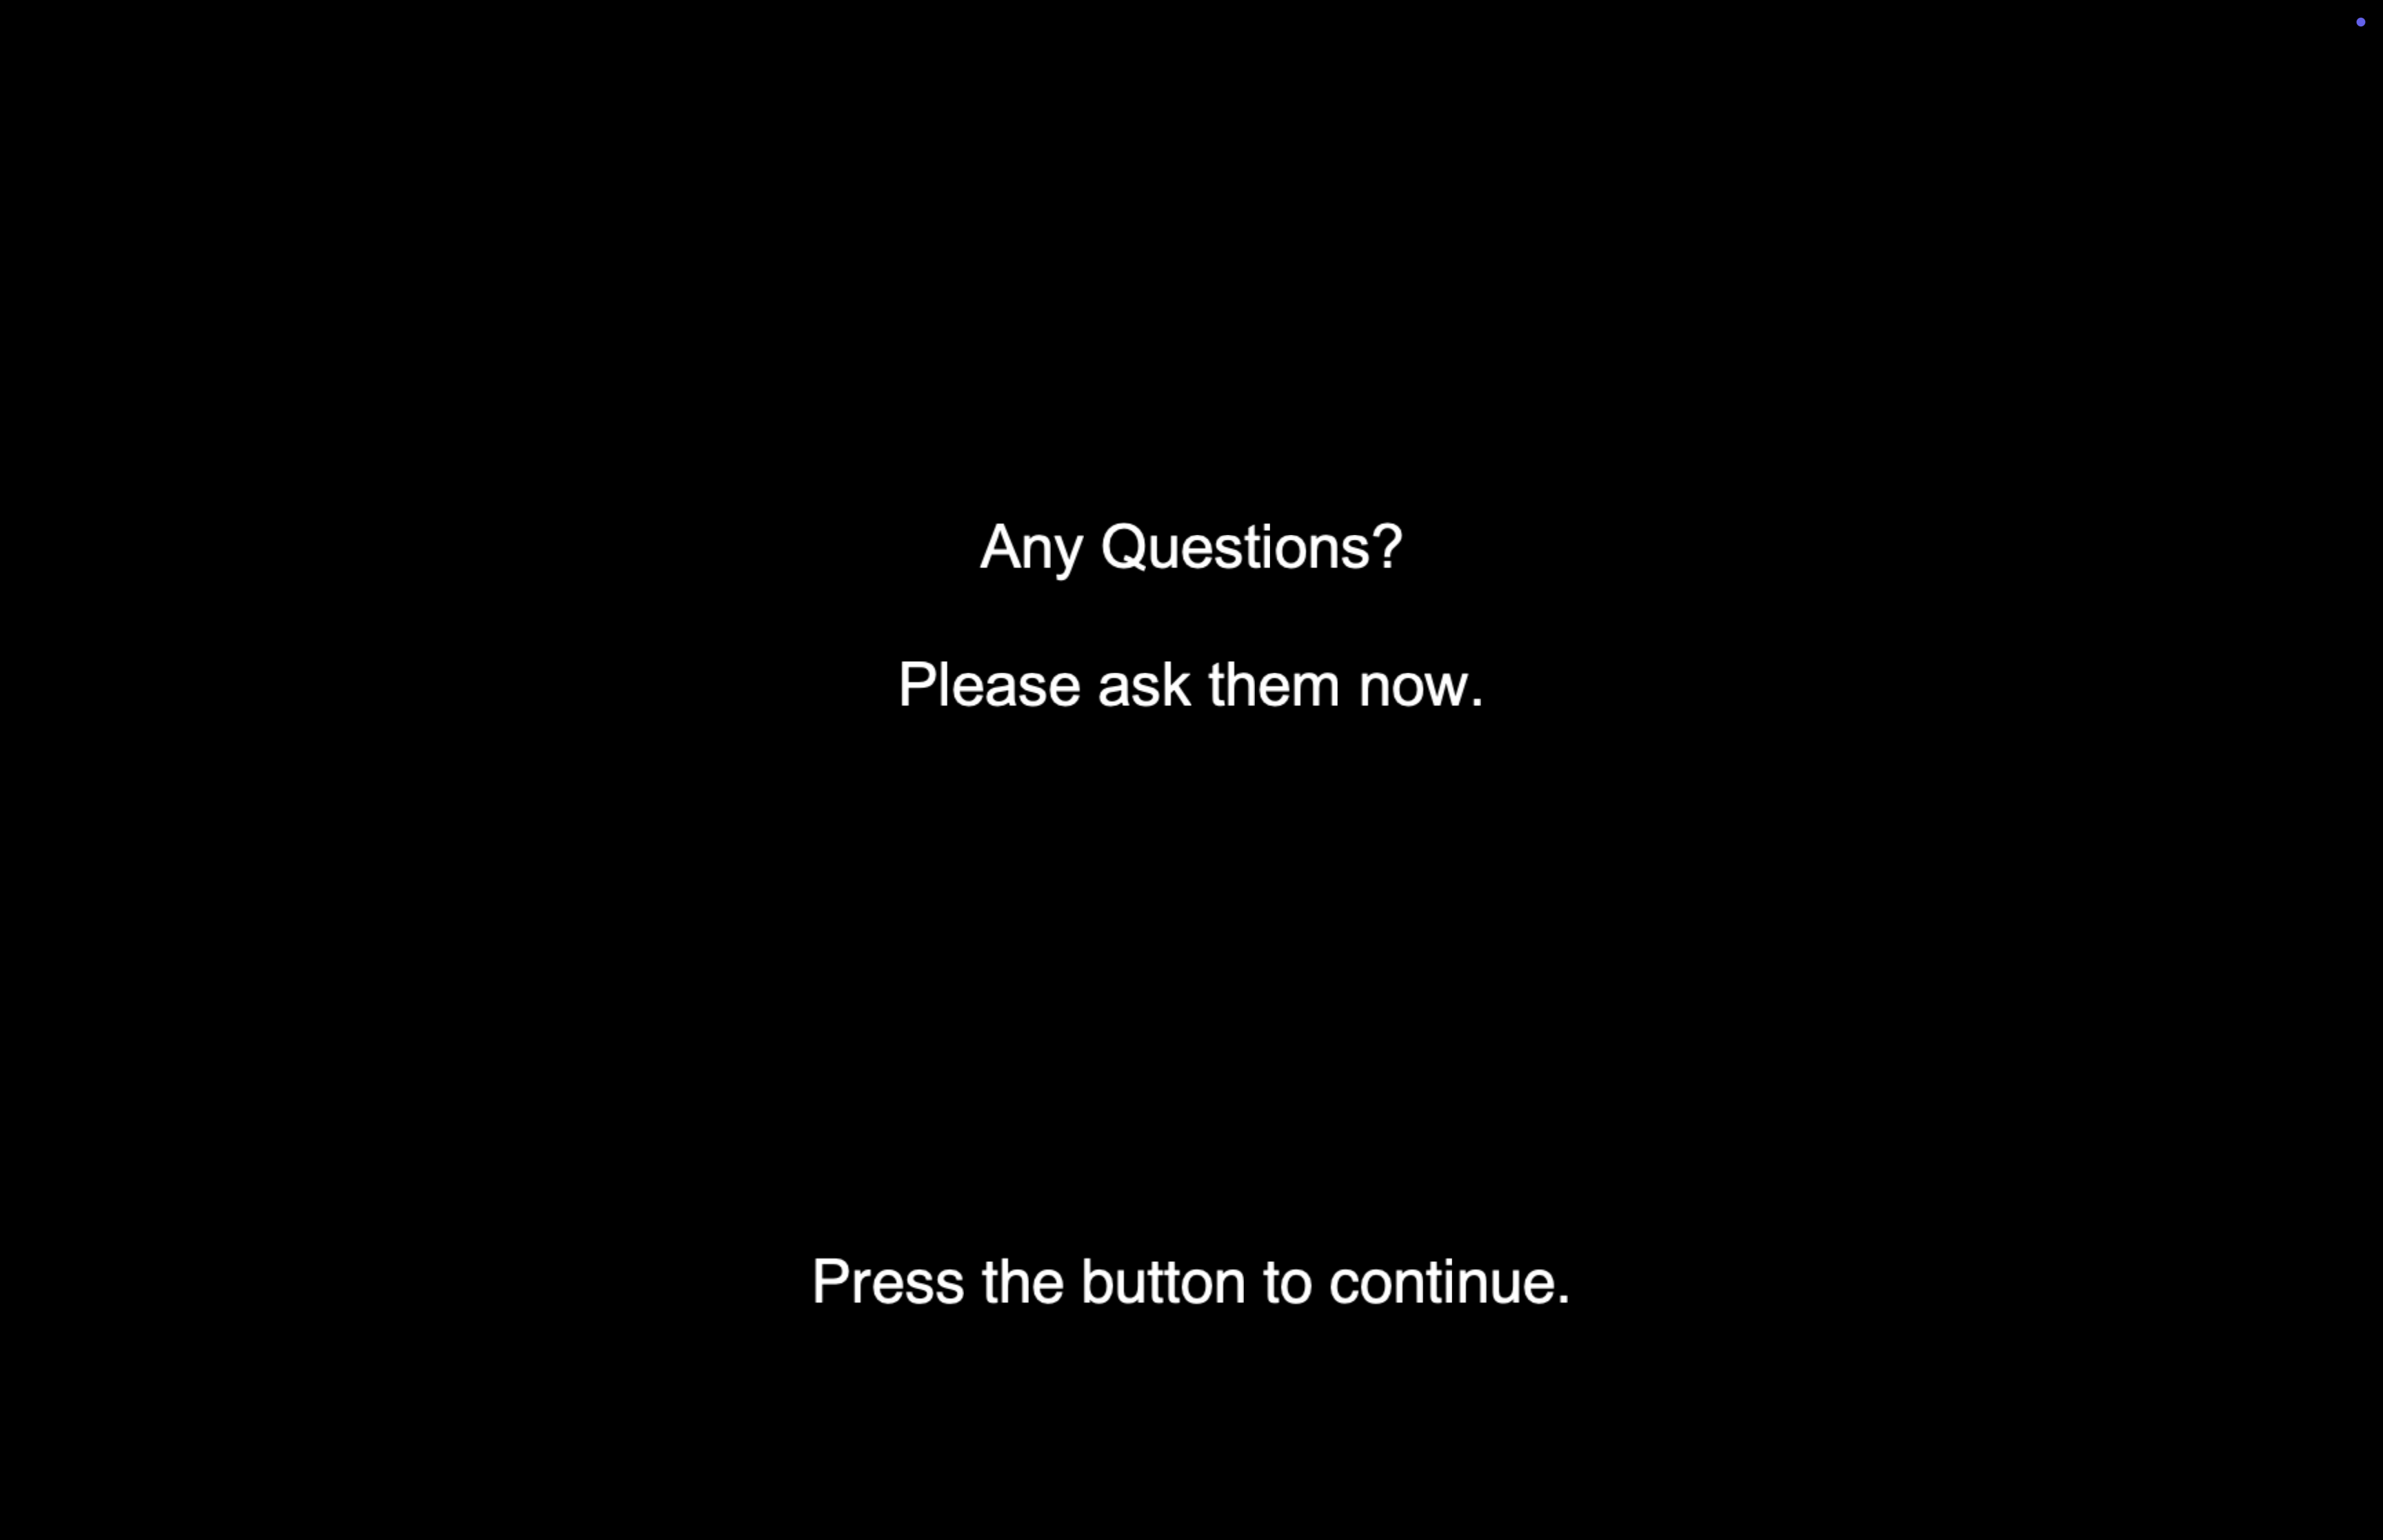 Any Questions?
Please ask them now.
Press the button to continue.